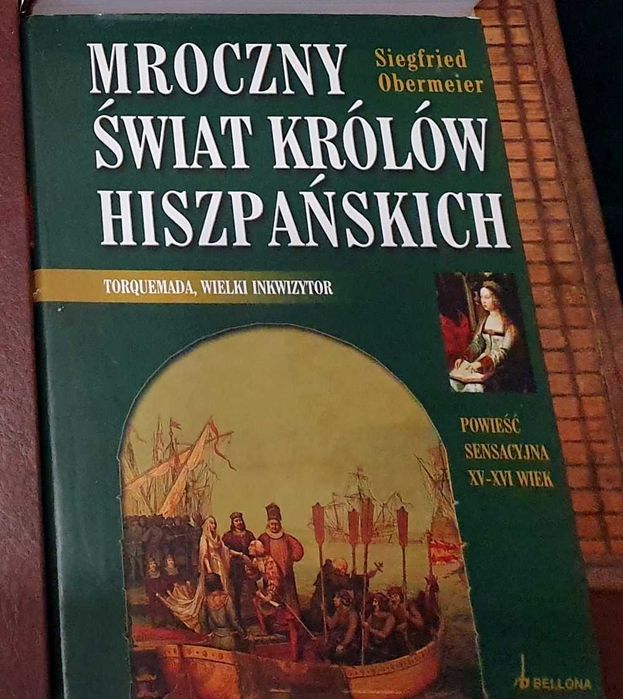 MROCZNY
ŚWIAT KRÓLÓW
HISZPAŃSKICH
Siegfried
Obermeier
TORQUEMADA, WIELKI INKWIZYTOR
POWIEŚĆ
SENSACYJNA
XV–XVI WIEK
BELLONA